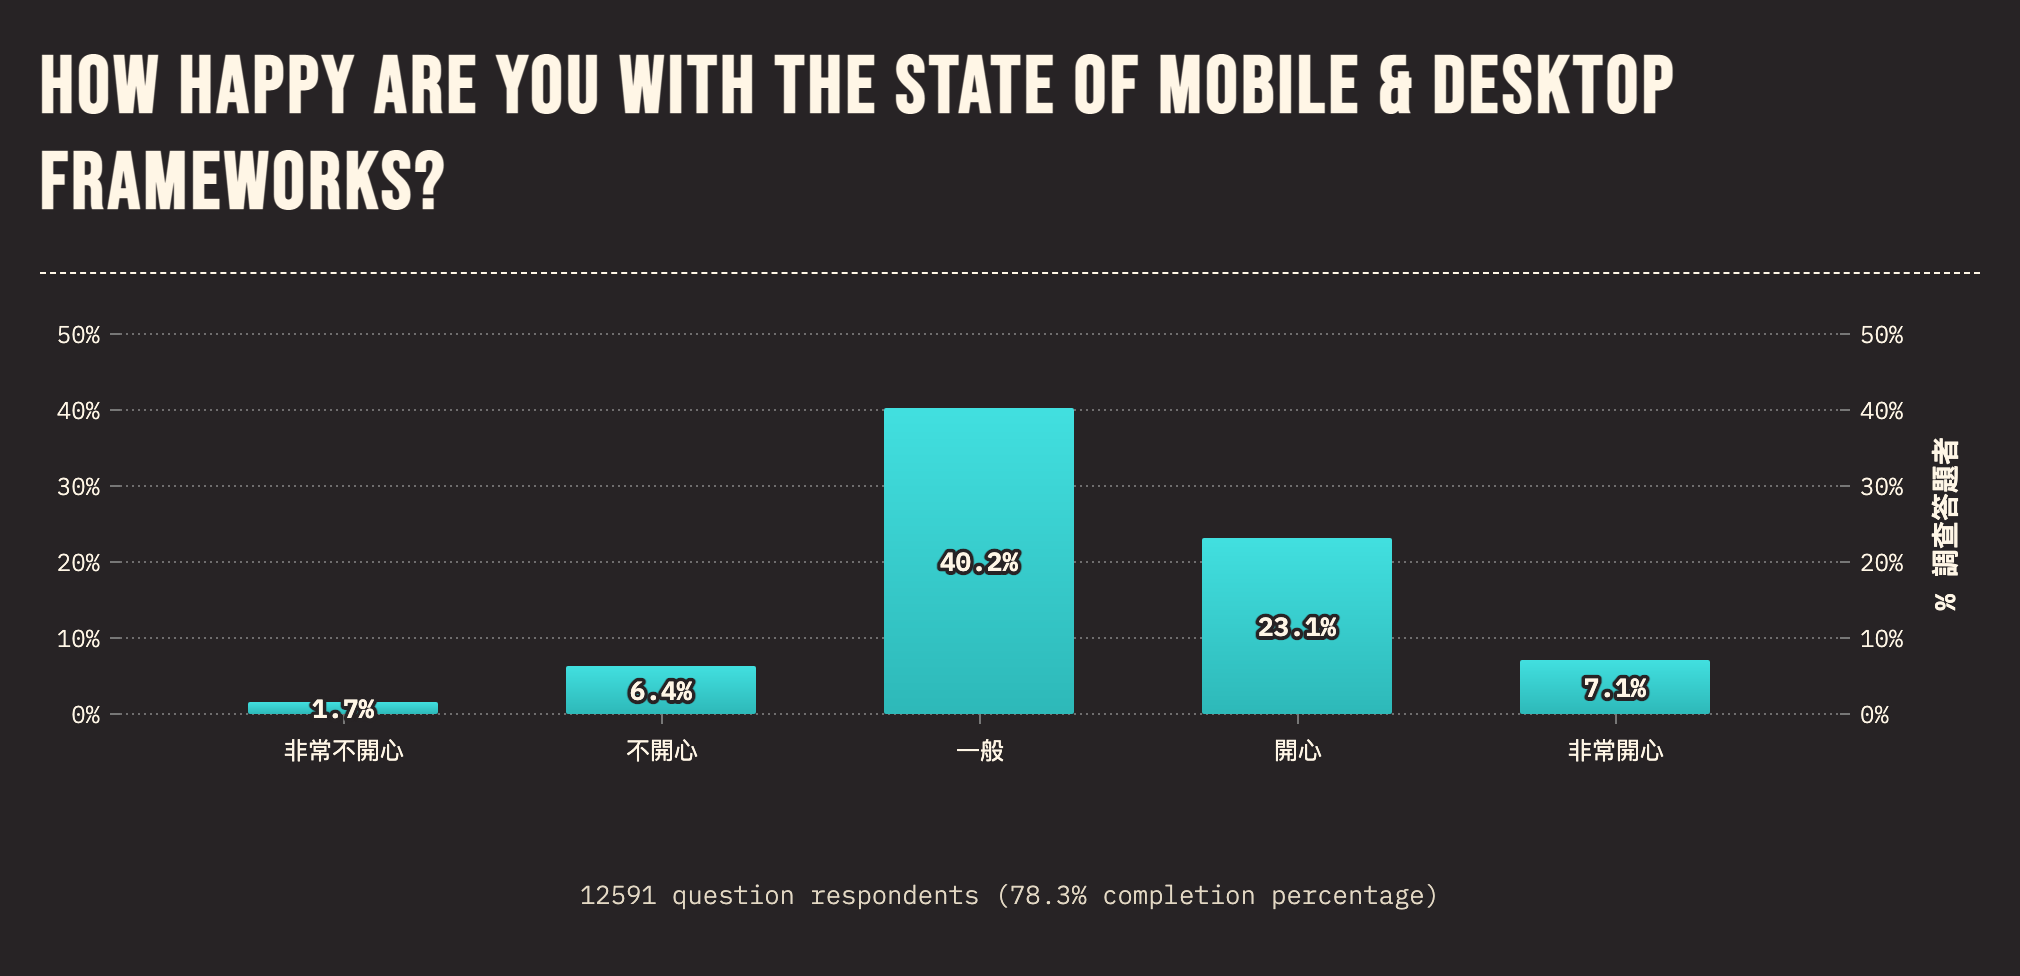 HOW HAPPY ARE YOU WITH THE STATE OF MOBILE & DESKTOP
FRAMEWORKS?
50%
40%
30%
20%
10%
0%
50%
40%
30%
20%
10%
0%
% 調查答題者
1.7%
6.4%
40.2%
23.1%
7.1%
非常不開心
不開心
一般
開心
非常開心
12591 question respondents (78.3% completion percentage)